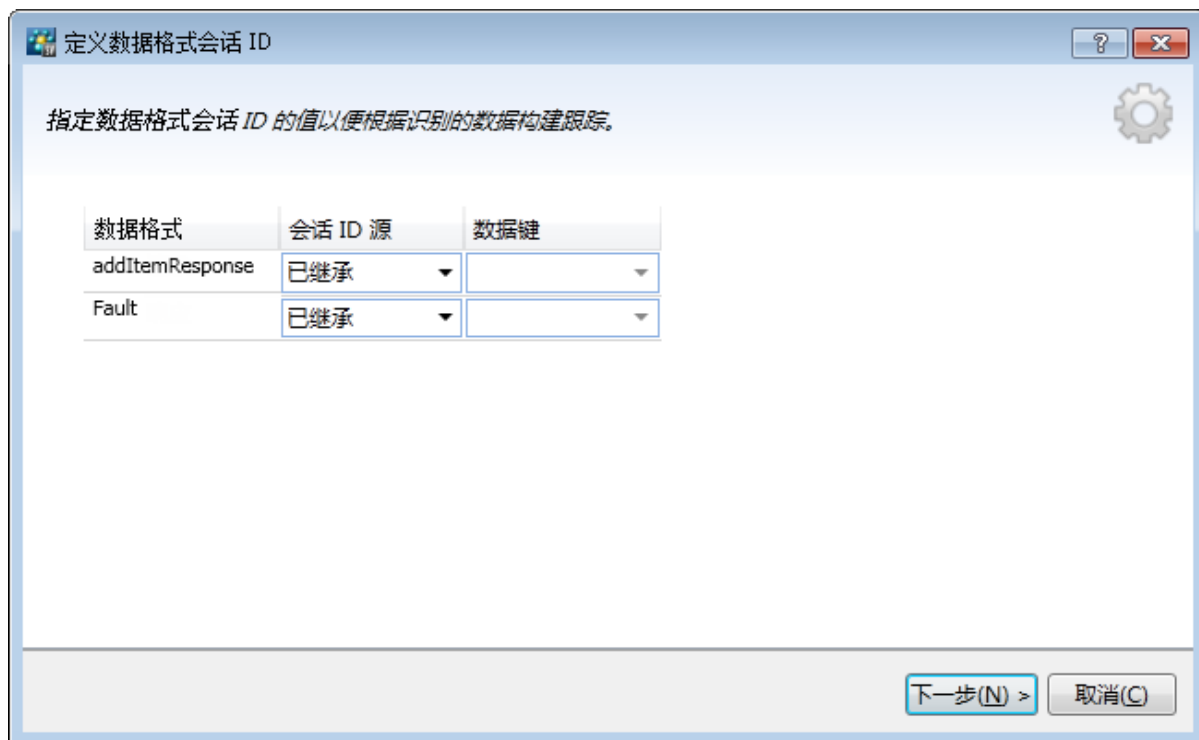 定义数据格式会话 ID
?
指定数据格式会话 ID 的值以便根据识别的数据构建跟踪。
数据格式 会话 ID 源 数据键
addItemResponse 已继承
Fault 已继承
下一步(N) > 取消(C)